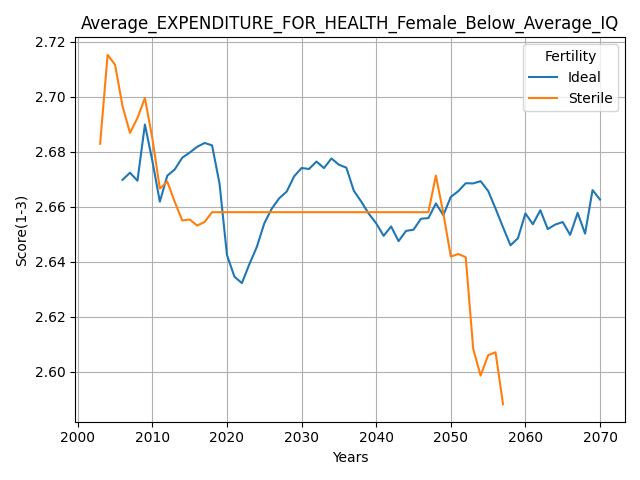 Average_EXPENDITURE_FOR_HEALTH_Female_Below_Average_IQ
Fertility
Ideal
Sterile
Score(1-3)
2.72
2.70
2.68
2.66
2.64
2.62
2.60
2000 2010 2020 2030 2040 2050 2060 2070
Years